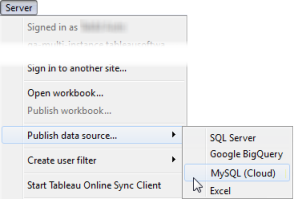 Server
Signed in as
Sign in to another site...
Open workbook...
Publish workbook...
Publish data source...
Create user filter
Start Tableau Online Sync Client
SQL Server
Google BigQuery
MySQL (Cloud)
Excel